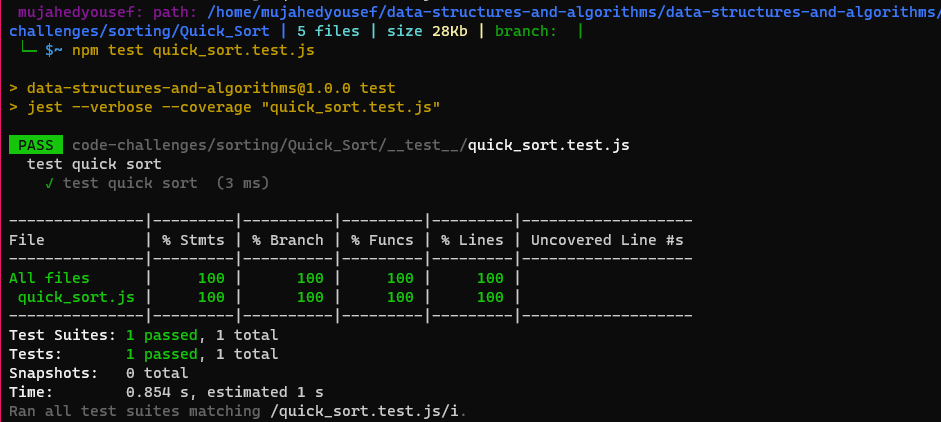 mujahedyousef: path: /home/mujahedyousef/data-structures-and-algorithms/data-structures-and-algorithms/
challenges/sorting/Quick_Sort | 5 files | size 28Kb | branch:  |
└─ $~ npm test quick_sort.test.js
> data-structures-and-algorithms@1.0.0 test
> jest --verbose --coverage "quick_sort.test.js"
PASS code-challenges/sorting/Quick_Sort/__test__/quick_sort.test.js
test quick sort
✓ test quick sort (3 ms)
---------------|---------|----------|---------|---------|-------------------
File           | % Stmts | % Branch | % Funcs | % Lines | Uncovered Line #s
---------------|---------|----------|---------|---------|-------------------
All files      |     100 |      100 |     100 |     100 |
 quick_sort.js |     100 |      100 |     100 |     100 |
---------------|---------|----------|---------|---------|-------------------
Test Suites: 1 passed, 1 total
Tests:       1 passed, 1 total
Snapshots:   0 total
Time:        0.854 s, estimated 1 s
Ran all test suites matching /quick_sort.test.js/i.